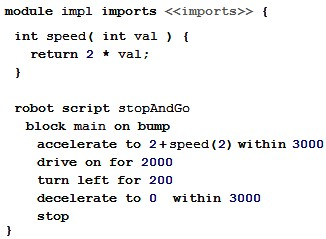 module impl imports <<imports>> {
int speed( int val ) {
return 2 * val;
}
robot script stopAndGo
block main on bump
accelerate to 2+speed(2) within 3000
drive on for 2000
turn left for 200
decelerate to 0 within 3000
stop
}